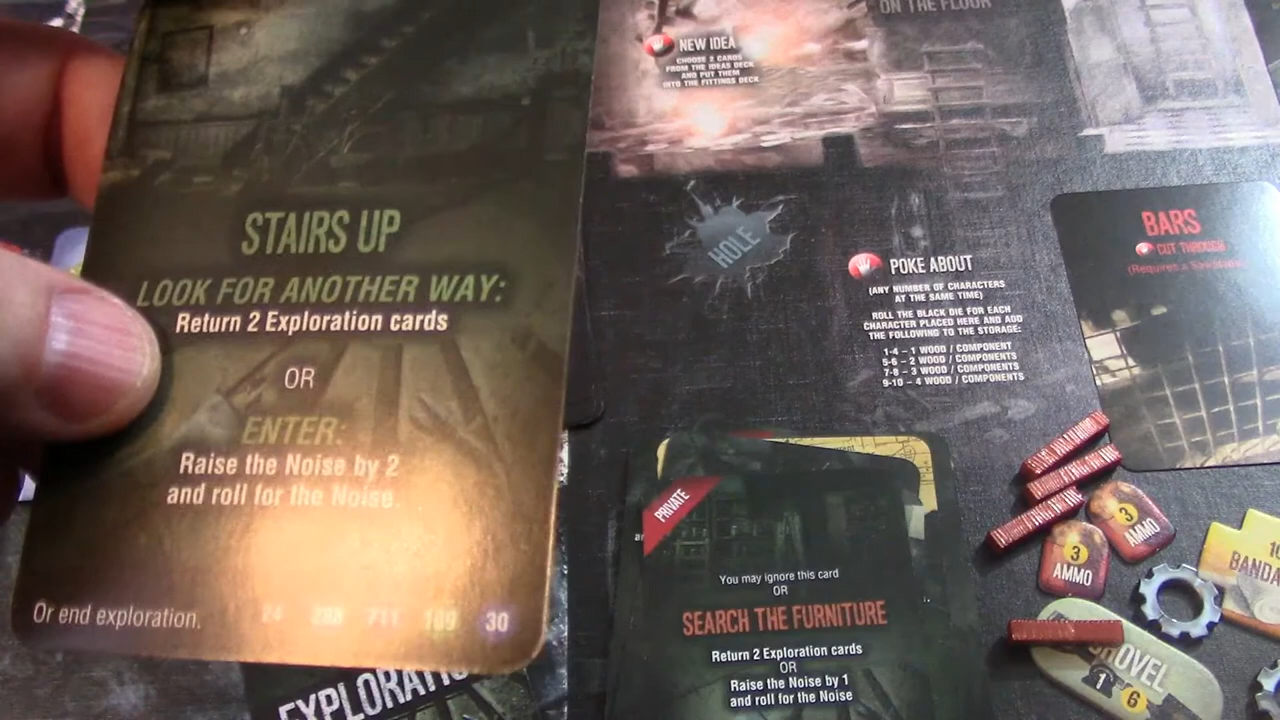 STAIRS UP
LOOK FOR ANOTHER WAY:
Return 2 Exploration cards
OR
ENTER:
Raise the Noise by 2
and roll for the Noise.
Or end exploration.
30
ON THE FLOOR
NEW IDEA
CHOOSE 2 CARDS
FROM THE IDEAS DECK
AND PUT THEM
INTO THE FITTINGS DECK
HOLE
POKE ABOUT
(ANY NUMBER OF CHARACTERS
AT THE SAME TIME)
ROLL THE BLACK DIE FOR EACH
CHARACTER PLACED HERE AND ADD
THE FOLLOWING TO THE STORAGE:
1-4 – 1 WOOD / COMPONENT
5-6 – 2 WOOD / COMPONENTS
7-8 – 3 WOOD / COMPONENTS
9-10 – 4 WOOD / COMPONENTS
BARS
CUT THROUGH
(Requires a
PRIVATE
You may ignore this card
OR
SEARCH THE FURNITURE
Return 2 Exploration cards
OR
Raise the Noise by 1
and roll for the Noise
3
AMMO
3
AMMO
BANDA
HOVEL
1
6
EXPLORATIO